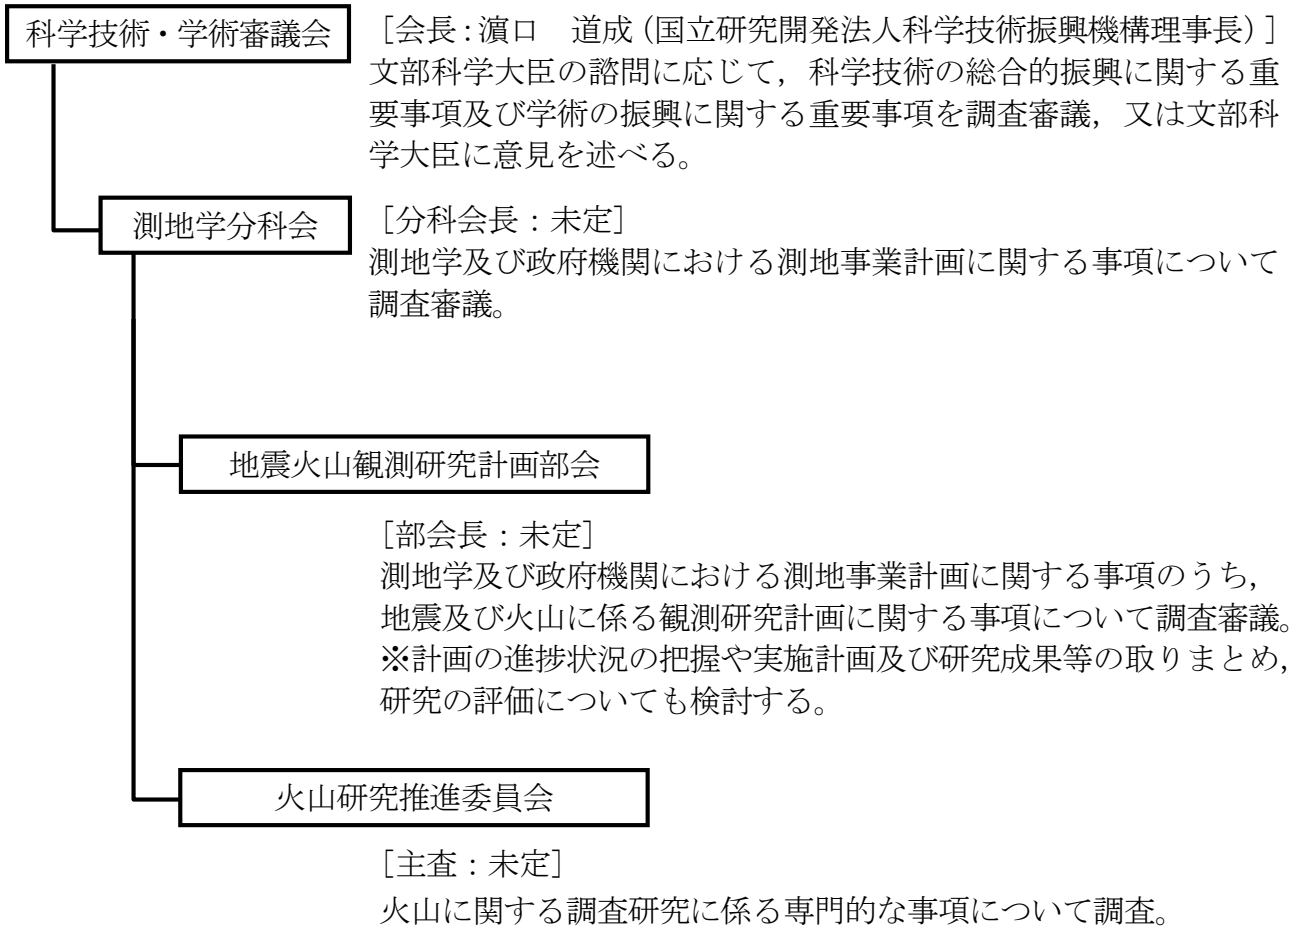 科学技術・学術審議会
[会長：濵口　道成（国立研究開発法人科学技術振興機構理事長）]
文部科学大臣の諮問に応じて，科学技術の総合的振興に関する重
要事項及び学術の振興に関する重要事項を調査審議，又は文部科
学大臣に意見を述べる。
測地学分科会
[分科会長：未定]
測地学及び政府機関における測地事業計画に関する事項について
調査審議。
地震火山観測研究計画部会
[部会長：未定]
測地学及び政府機関における測地事業計画に関する事項のうち，
地震及び火山に係る観測研究計画に関する事項について調査審議。
※計画の進捗状況の把握や実施計画及び研究成果等の取りまとめ，
研究の評価についても検討する。
火山研究推進委員会
[主査：未定]
火山に関する調査研究に係る専門的な事項について調査。